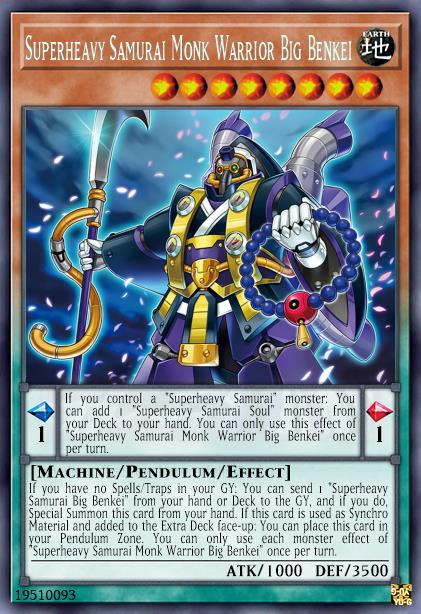 Superheavy Samurai Monk Warrior Big Benkei
EARTH
地
If you control a "Superheavy Samurai" monster: You
can add 1 "Superheavy Samurai Soul" monster from
your Deck to your hand. You can only use this effect of
"Superheavy Samurai Monk Warrior Big Benkei" once
per turn.
1
1
[Machine/Pendulum/Effect]
If you have no Spells/Traps in your GY: You can send 1 "Superheavy
Samurai Big Benkei" from your hand or Deck to the GY, and if you do,
Special Summon this card from your hand. If this card is used as Synchro
Material and added to the Extra Deck face-up: You can place this card in
your Pendulum Zone. You can only use each monster effect of
"Superheavy Samurai Monk Warrior Big Benkei" once per turn.
ATK/1000 DEF/3500
19510093